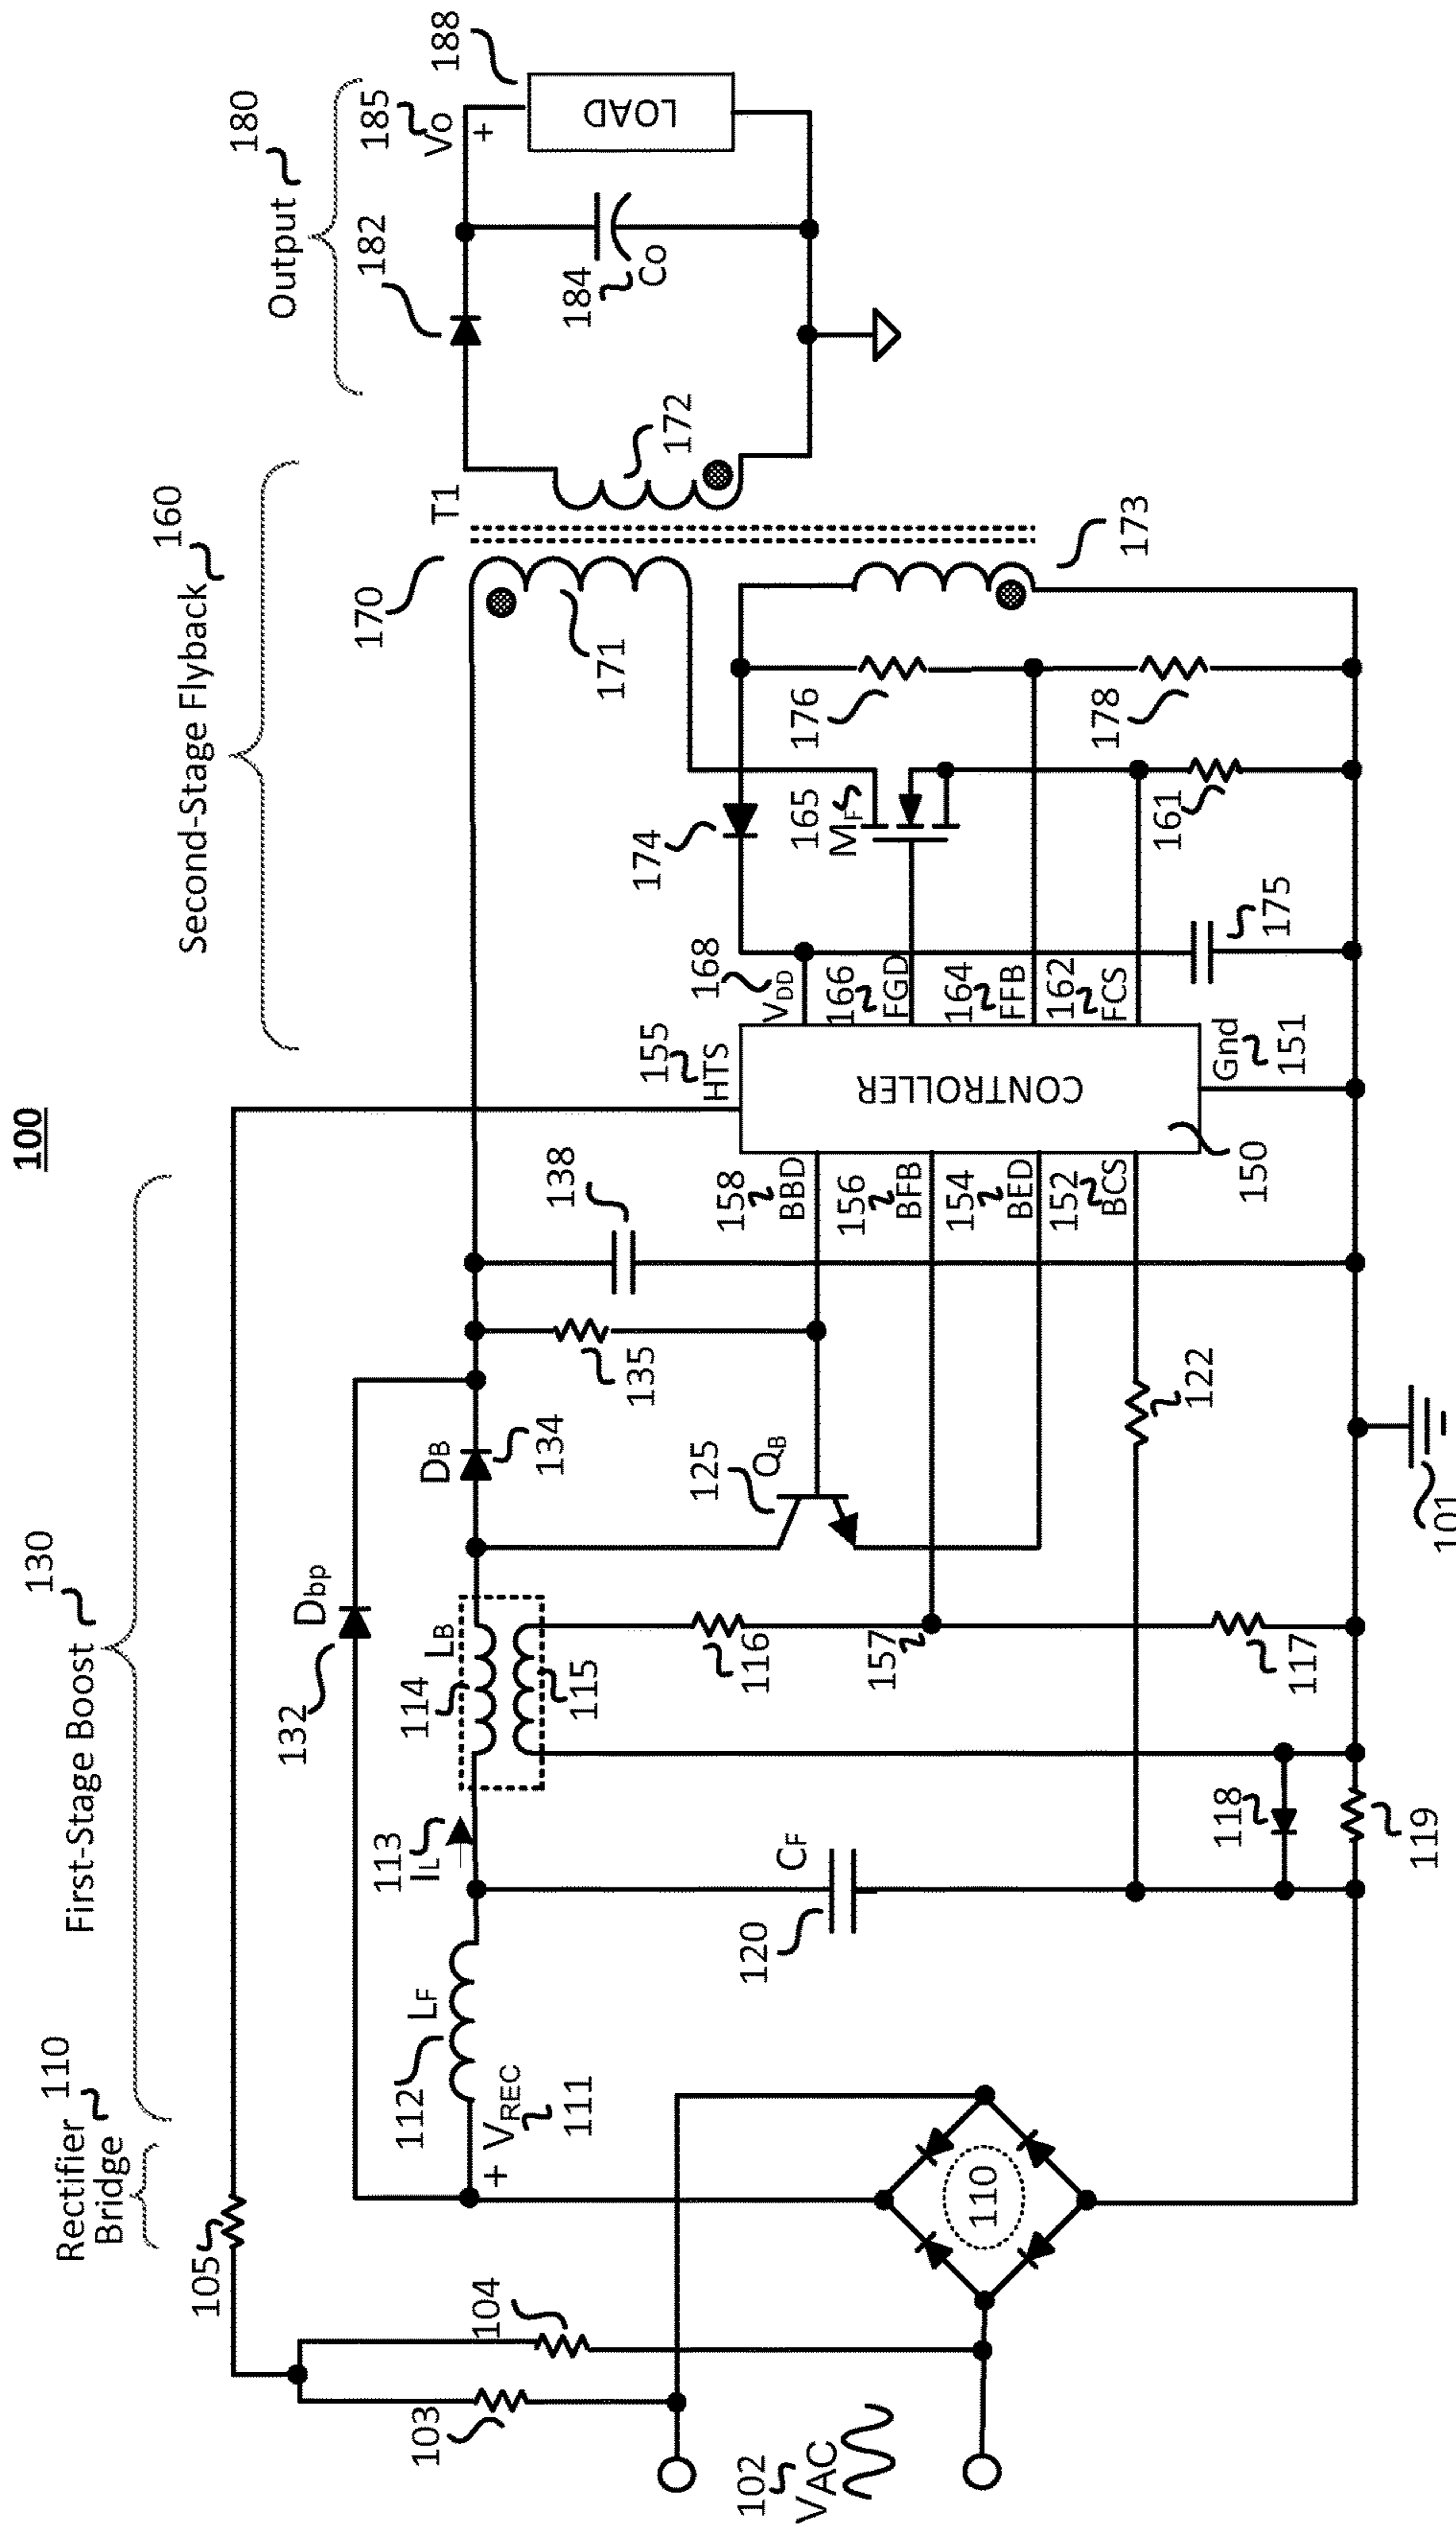 100
Rectifier 110
Bridge
First-Stage Boost 130
Second-Stage Flyback 160
Output 180
105
103
104
102
VAC
110
+ VREC
111
112
LF
132
Dbp
113
IL
114
LB
115
120
CF
118
119
116
157
117
DB
134
125
QB
135
138
122
101
158
BBD
156
BFB
154
BED
152
BCS
150
CONTROLLER
155
HTS
168
VDD
166
FGD
164
FFB
162
FCS
Gnd
151
174
165
MF
175
161
176
178
170
171
T1
172
173
182
184
Co
185
Vo
+
188
LOAD